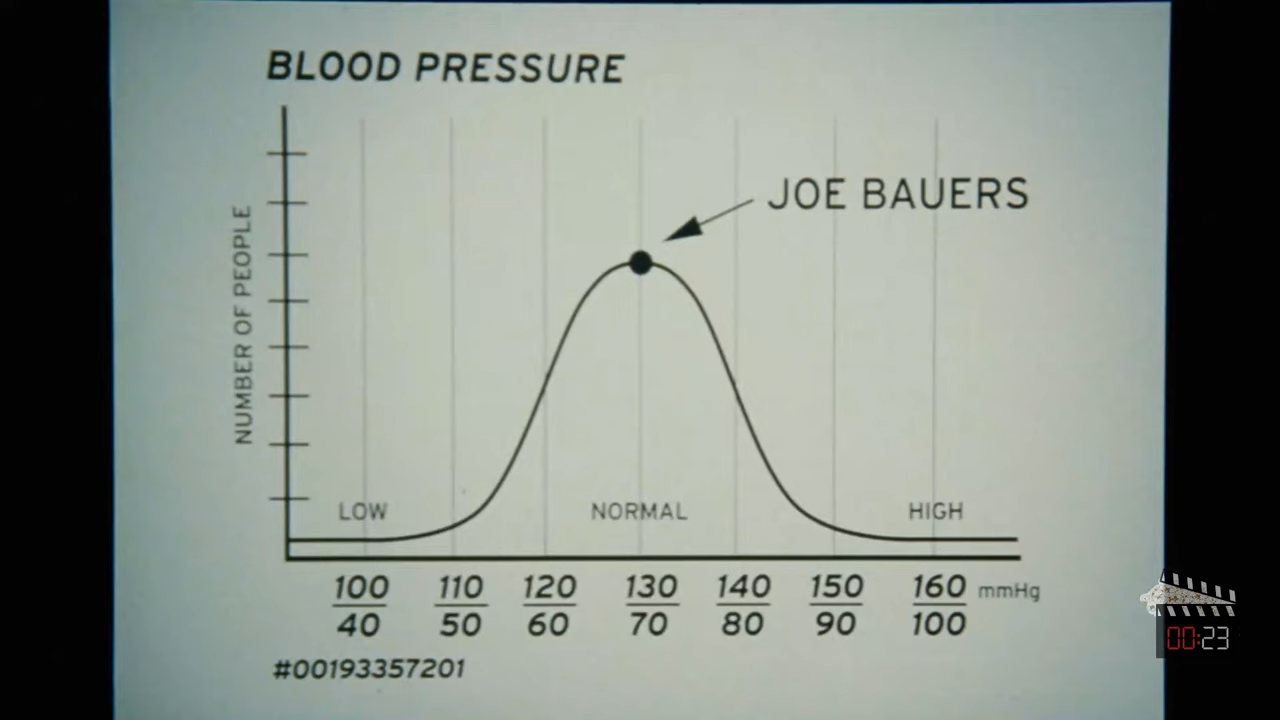 BLOOD PRESSURE
JOE BAUERS
NUMBER OF PEOPLE
LOW NORMAL HIGH
100 110 120 130 140 150 160 mmHg
40 50 60 70 80 90 100
#00193357201
00:23